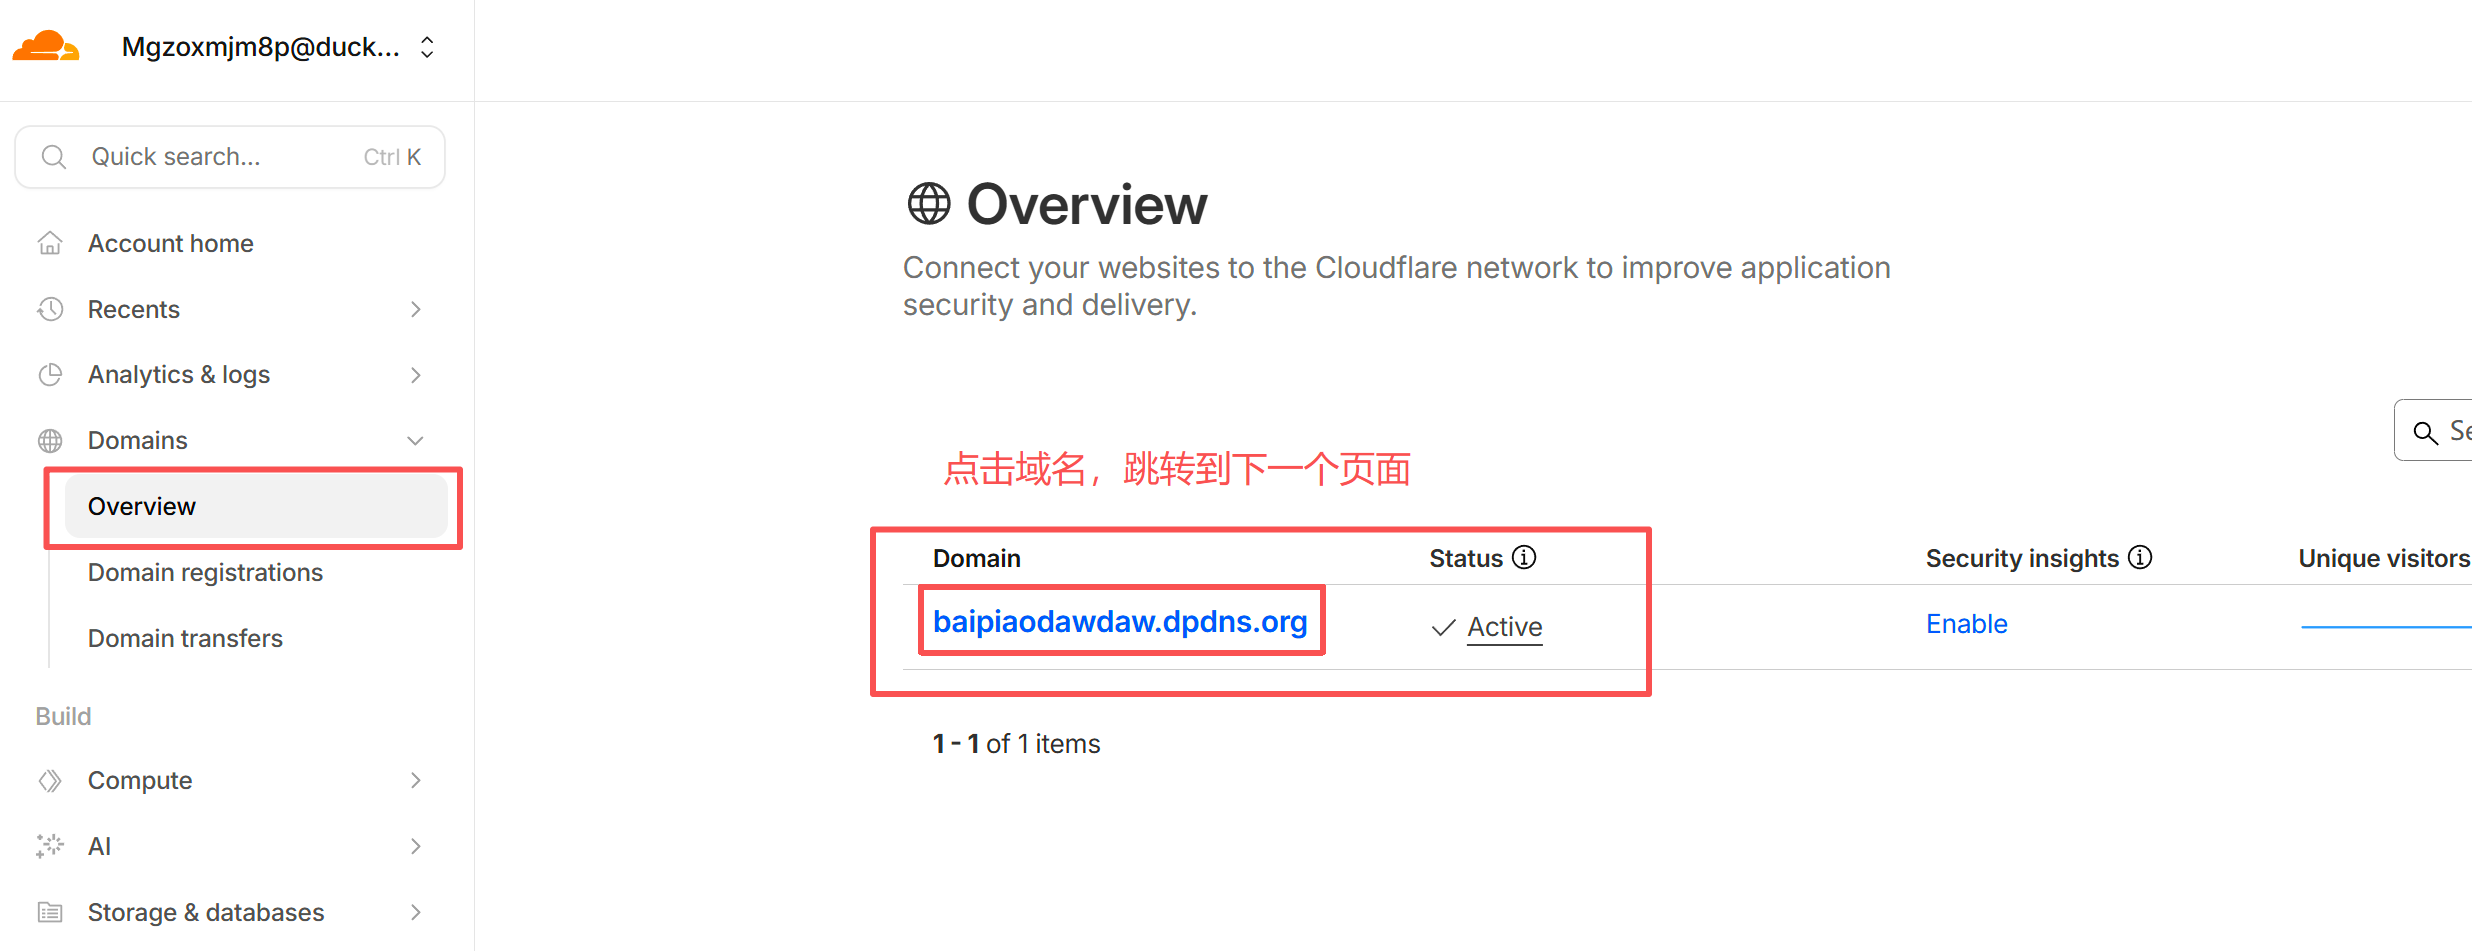 Mgzoxmjm8p@duck...
Quick search...
Ctrl K
Account home
Recents
Analytics & logs
Domains
Overview
Domain registrations
Domain transfers
Build
Compute
AI
Storage & databases
Overview
Connect your websites to the Cloudflare network to improve application
security and delivery.
Se
点击域名，跳转到下一个页面
Domain Status Security insights Unique visitors
baipiaodawdaw.dpdns.org Active Enable
1 - 1 of 1 items